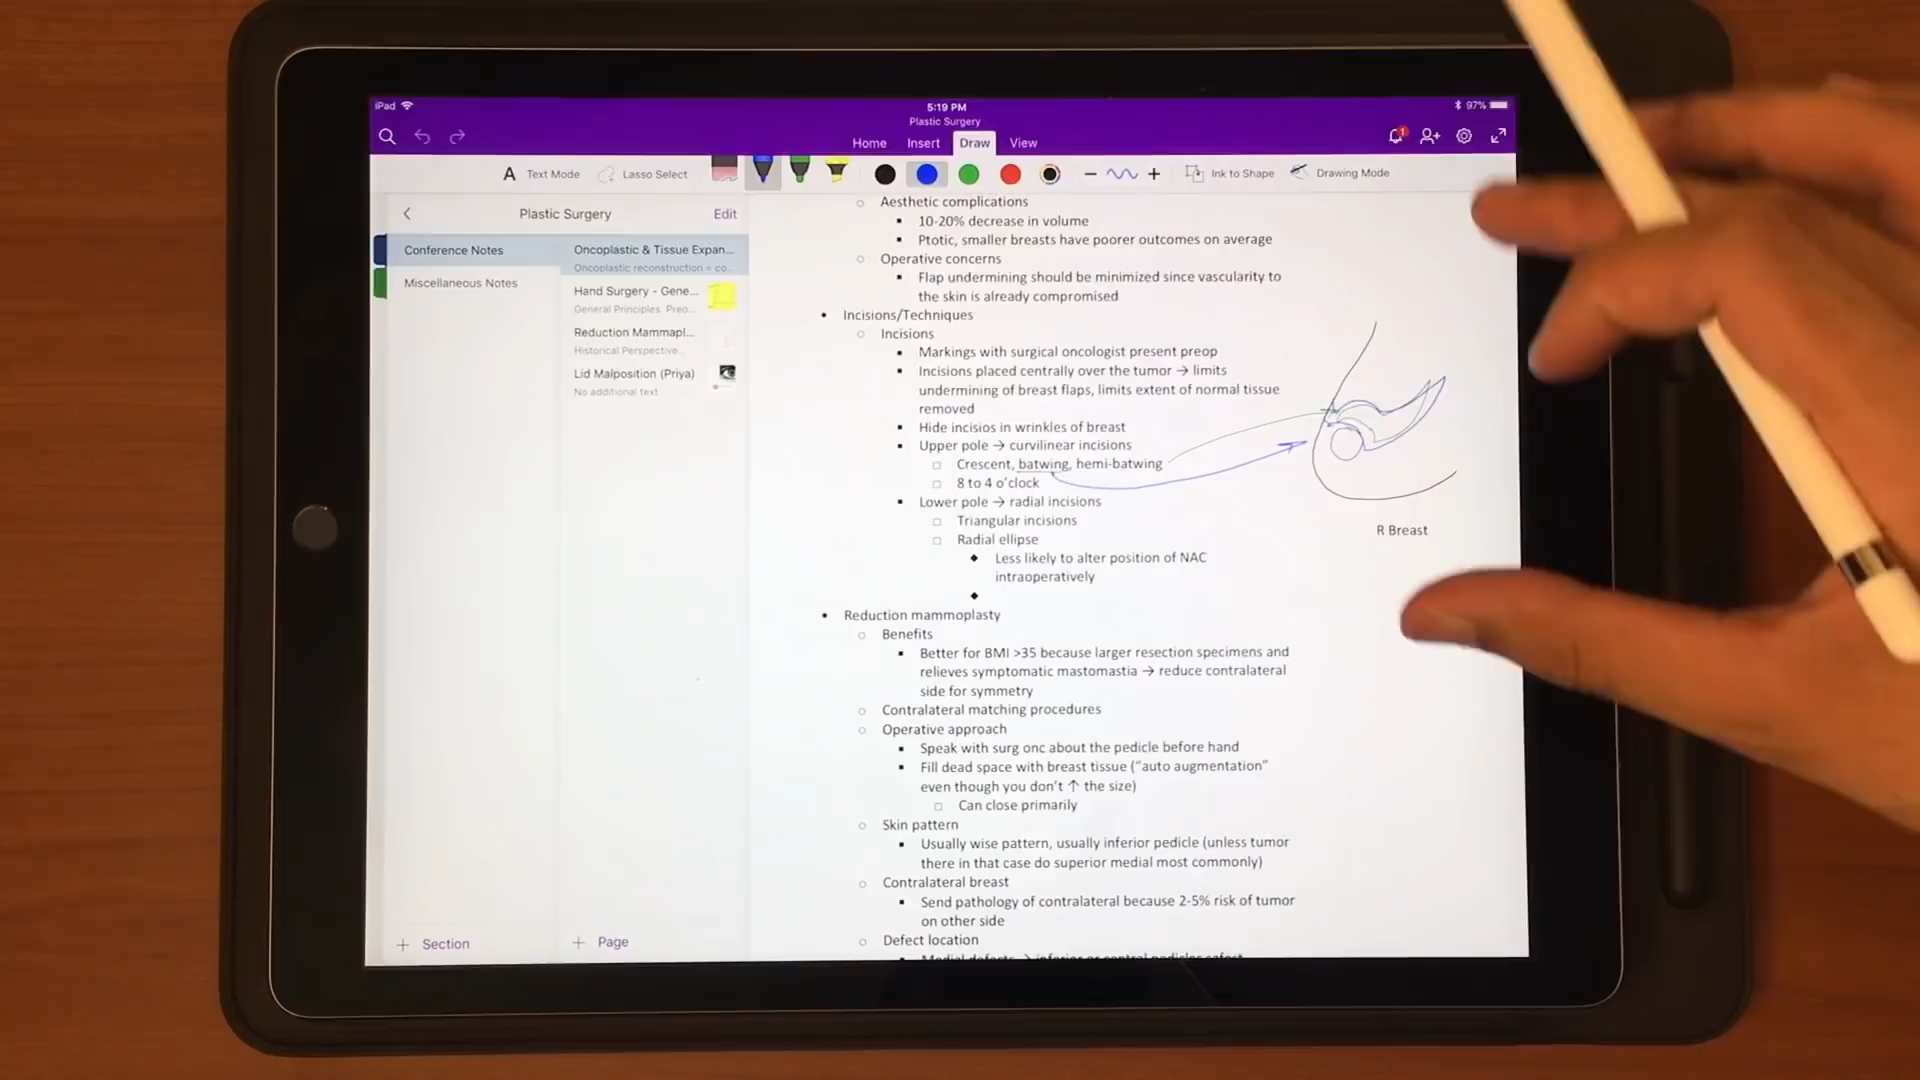 iPad
5:19 PM
97%
Plastic Surgery
Home
Insert
Draw
View
1
A Text Mode
Lasso Select
Ink to Shape
Drawing Mode
Plastic Surgery
Edit
Conference Notes
Miscellaneous Notes
Oncoplastic & Tissue Expan...
Oncoplastic reconstruction = co...
Hand Surgery - Gene...
General Principles Preo...
Reduction Mammapl...
Historical Perspective...
Lid Malposition (Priya)
No additional text
Aesthetic complications
10-20% decrease in volume
Ptotic, smaller breasts have poorer outcomes on average
Operative concerns
Flap undermining should be minimized since vascularity to
the skin is already compromised
Incisions/Techniques
Incisions
Markings with surgical oncologist present preop
Incisions placed centrally over the tumor → limits
undermining of breast flaps, limits extent of normal tissue
removed
Hide incisios in wrinkles of breast
Upper pole → curvilinear incisions
Crescent, batwing, hemi-batwing
8 to 4 o'clock
Lower pole → radial incisions
Triangular incisions
Radial ellipse
Less likely to alter position of NAC
intraoperatively
R Breast
Reduction mammoplasty
Benefits
Better for BMI >35 because larger resection specimens and
relieves symptomatic mastomastia → reduce contralateral
side for symmetry
Contralateral matching procedures
Operative approach
Speak with surg onc about the pedicle before hand
Fill dead space with breast tissue ("auto augmentation"
even though you don't ↑ the size)
Can close primarily
Skin pattern
Usually wise pattern, usually inferior pedicle (unless tumor
there in that case do superior medial most commonly)
Contralateral breast
Send pathology of contralateral because 2-5% risk of tumor
on other side
Defect location
Medial defects → inferior or central pedicles safest
+ Section
+ Page